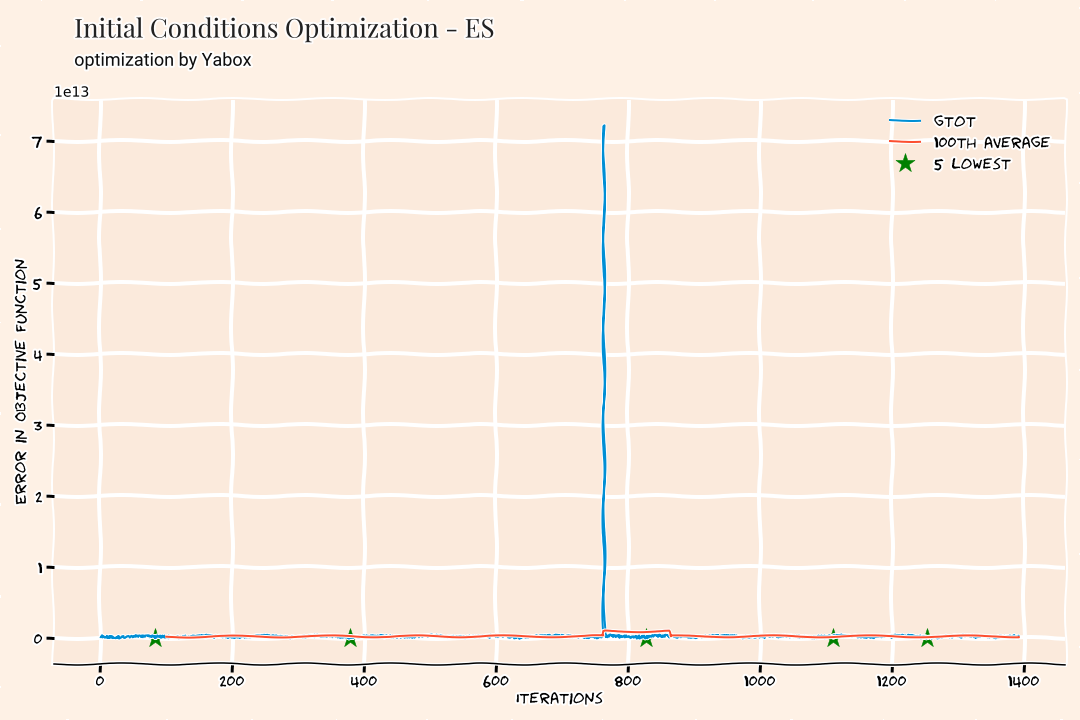 Initial Conditions Optimization - ES
optimization by Yabox
1e13
GTOT
100TH AVERAGE
5 LOWEST
7
6
5
4
3
2
1
0
ERROR IN OBJECTIVE FUNCTION
0 200 400 600 800 1000 1200 1400
ITERATIONS